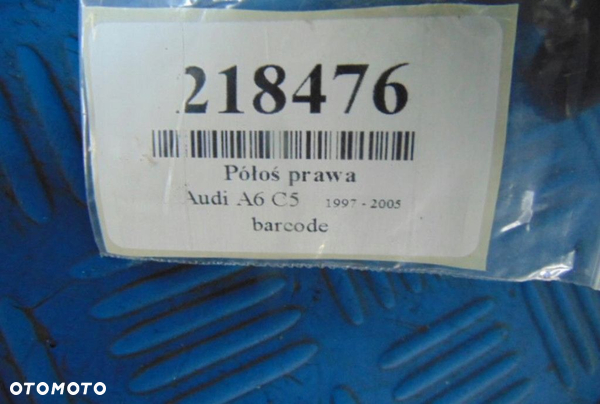 218476
Półoś prawa
Audi A6 C5 1997 - 2005
barcode
OTOMOTO